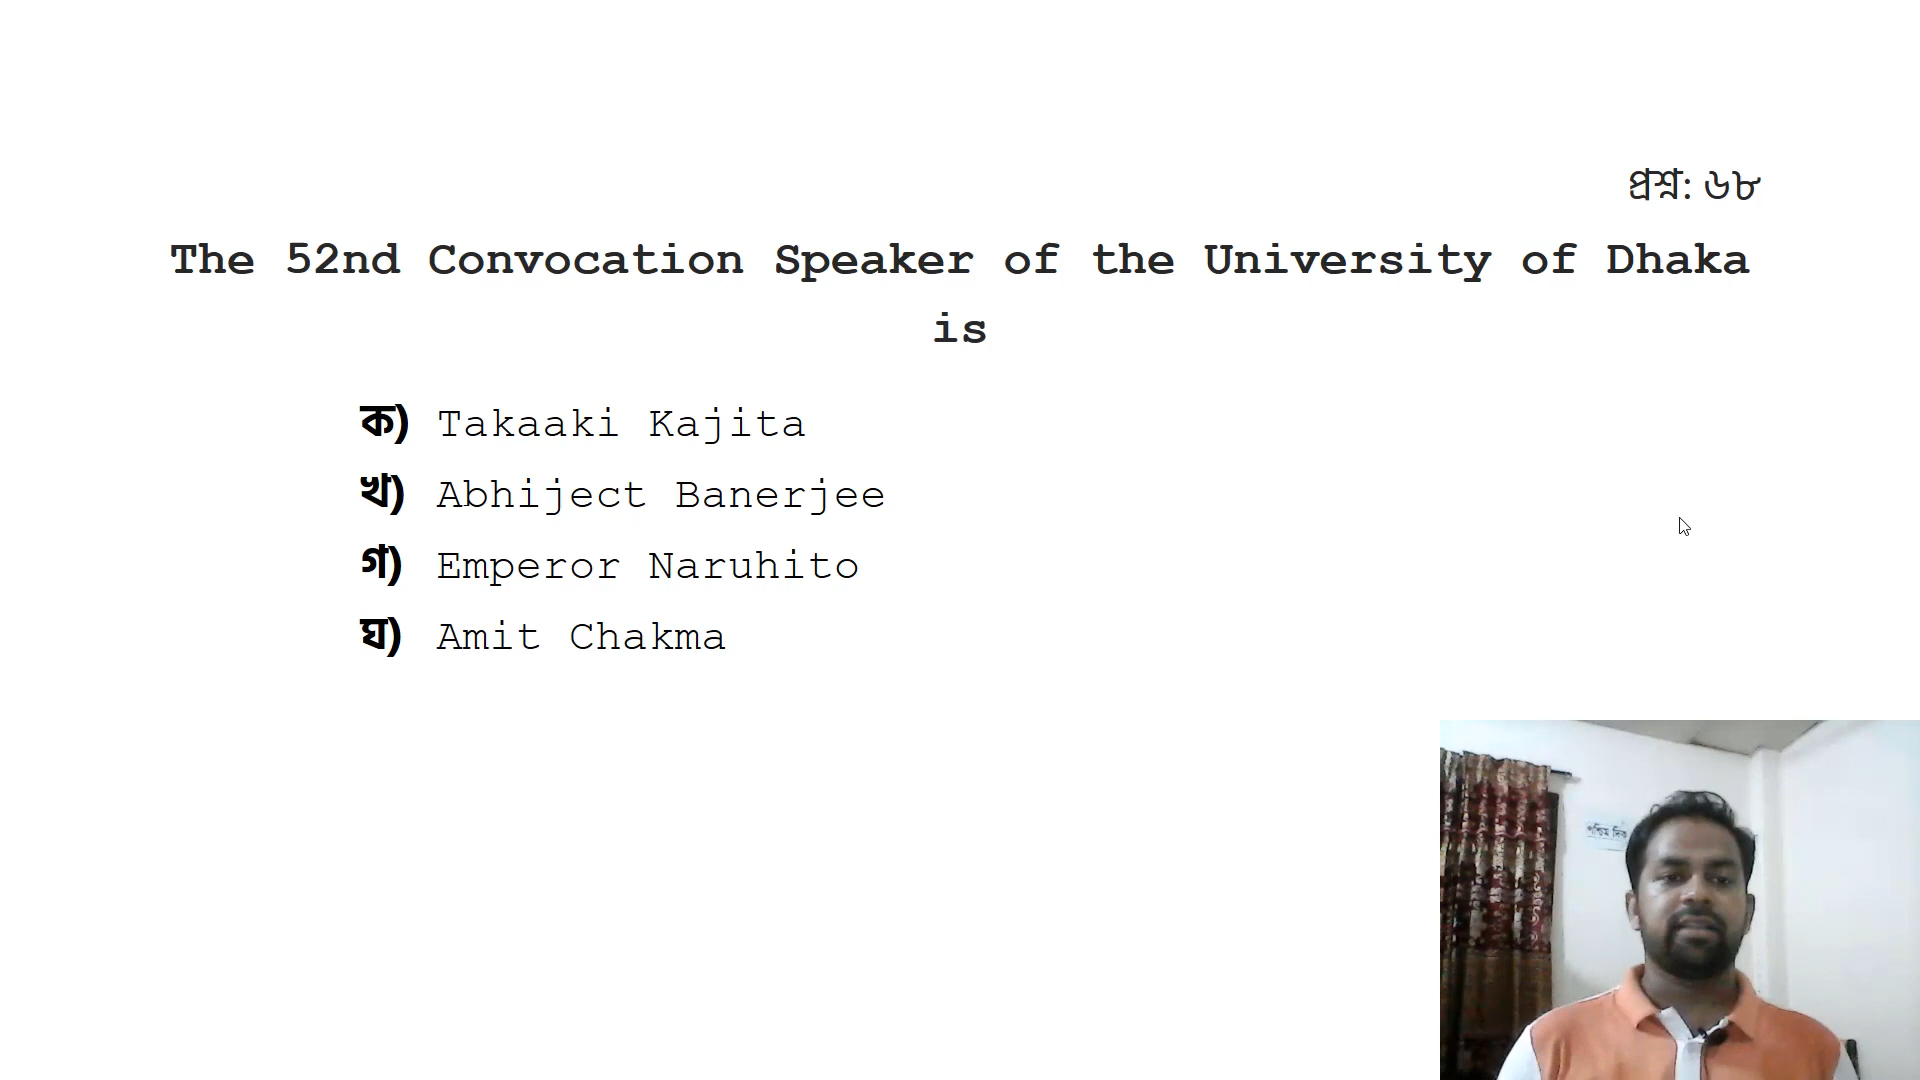 প্রশ্ন: ৬৮
The 52nd Convocation Speaker of the University of Dhaka
is
ক) Takaaki Kajita
খ) Abhiject Banerjee
গ) Emperor Naruhito
ঘ) Amit Chakma
পশ্চিম দিক